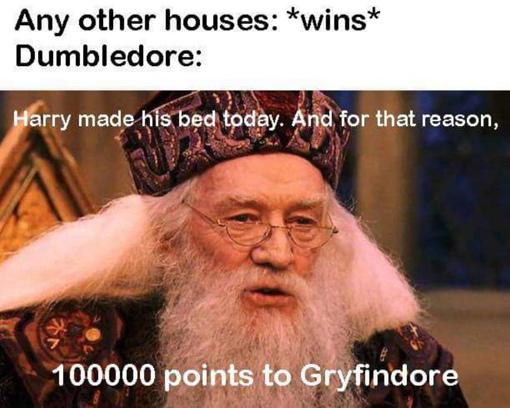 Any other houses: *wins*
Dumbledore:
Harry made his bed today. And for that reason,
100000 points to Gryfindore